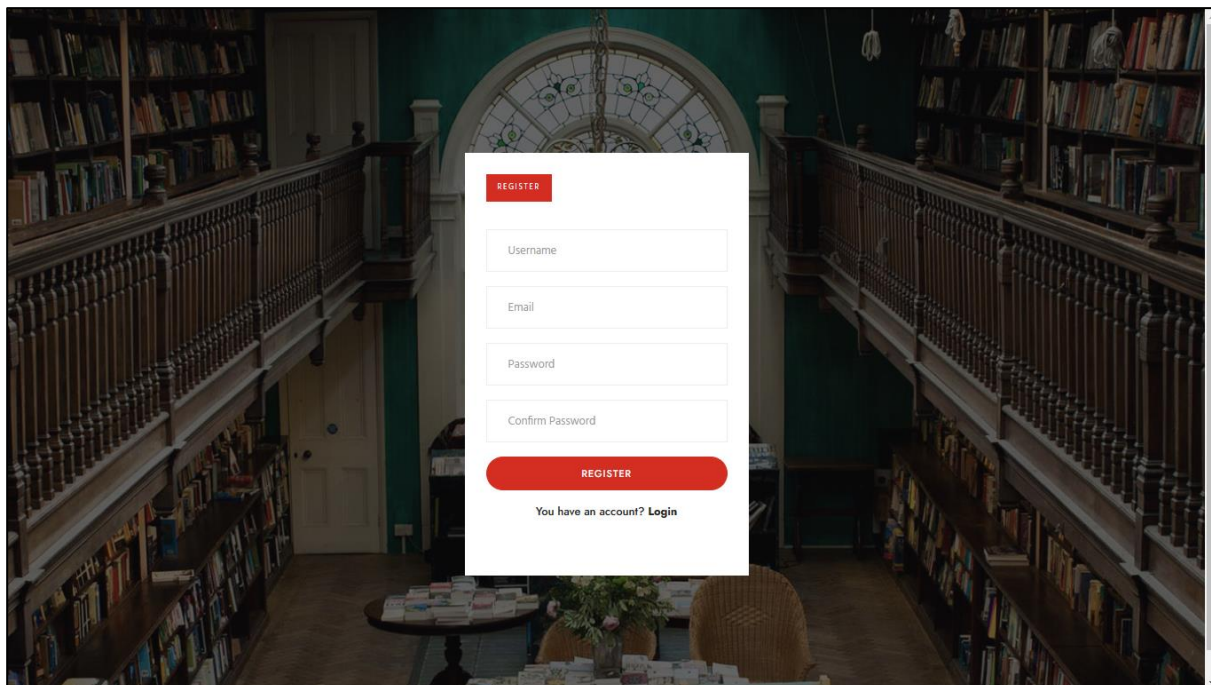 REGISTER
Username
Email
Password
Confirm Password
REGISTER
You have an account? Login